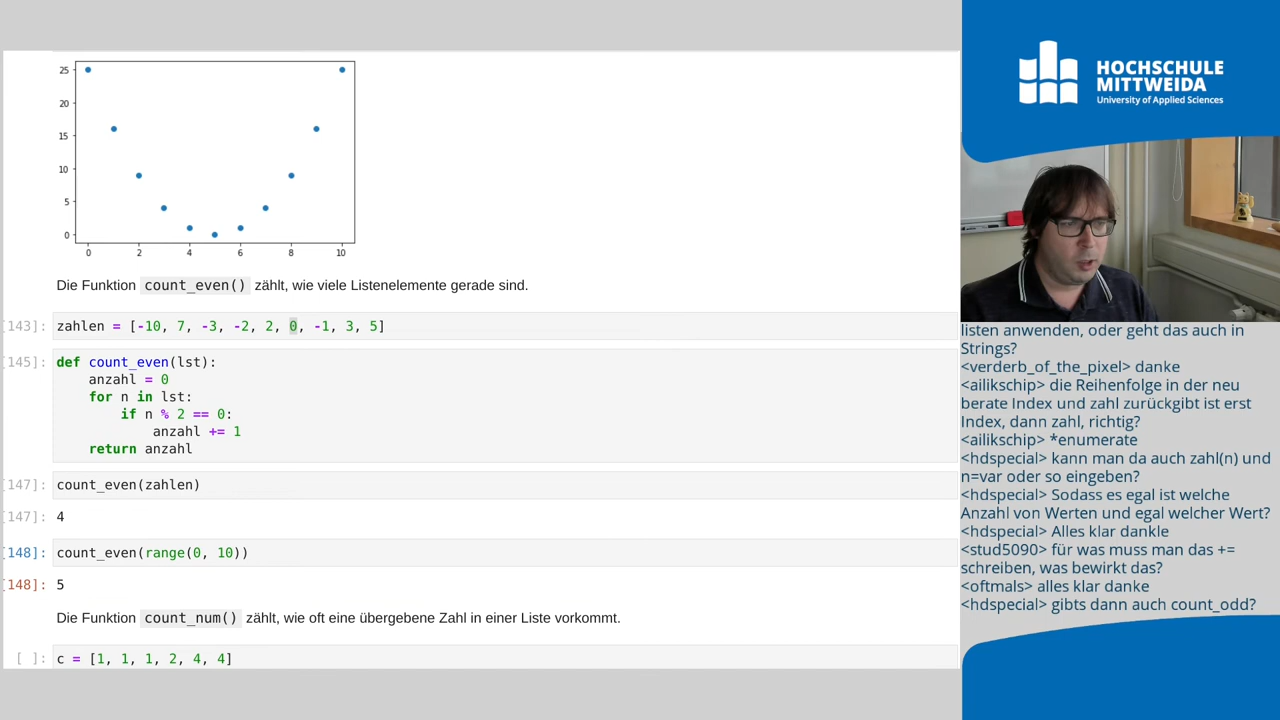 25
20
15
10
5
0
0 2 4 6 8 10
Die Funktion count_even() zählt, wie viele Listenelemente gerade sind.
[143]: zahlen = [-10, 7, -3, -2, 2, 0, -1, 3, 5]
[145]: def count_even(lst):
    anzahl = 0
    for n in lst:
        if n % 2 == 0:
            anzahl += 1
    return anzahl
[147]: count_even(zahlen)
[147]: 4
[148]: count_even(range(0, 10))
[148]: 5
Die Funktion count_num() zählt, wie oft eine übergebene Zahl in einer Liste vorkommt.
[ ]: c = [1, 1, 1, 2, 4, 4]
HOCHSCHULE
MITTWEIDA
University of Applied Sciences
listen anwenden, oder geht das auch in
Strings?
<verderb_of_the_pixel> danke
<ailikschip> die Reihenfolge in der neu
berate Index und zahl zurückgibt ist erst
Index, dann zahl, richtig?
<ailikschip> *enumerate
<hdspecial> kann man da auch zahl(n) und
n=var oder so eingeben?
<hdspecial> Sodass es egal ist welche
Anzahl von Werten und egal welcher Wert?
<hdspecial> Alles klar dankle
<stud5090> für was muss man das +=
schreiben, was bewirkt das?
<oftmals> alles klar danke
<hdspecial> gibts dann auch count_odd?